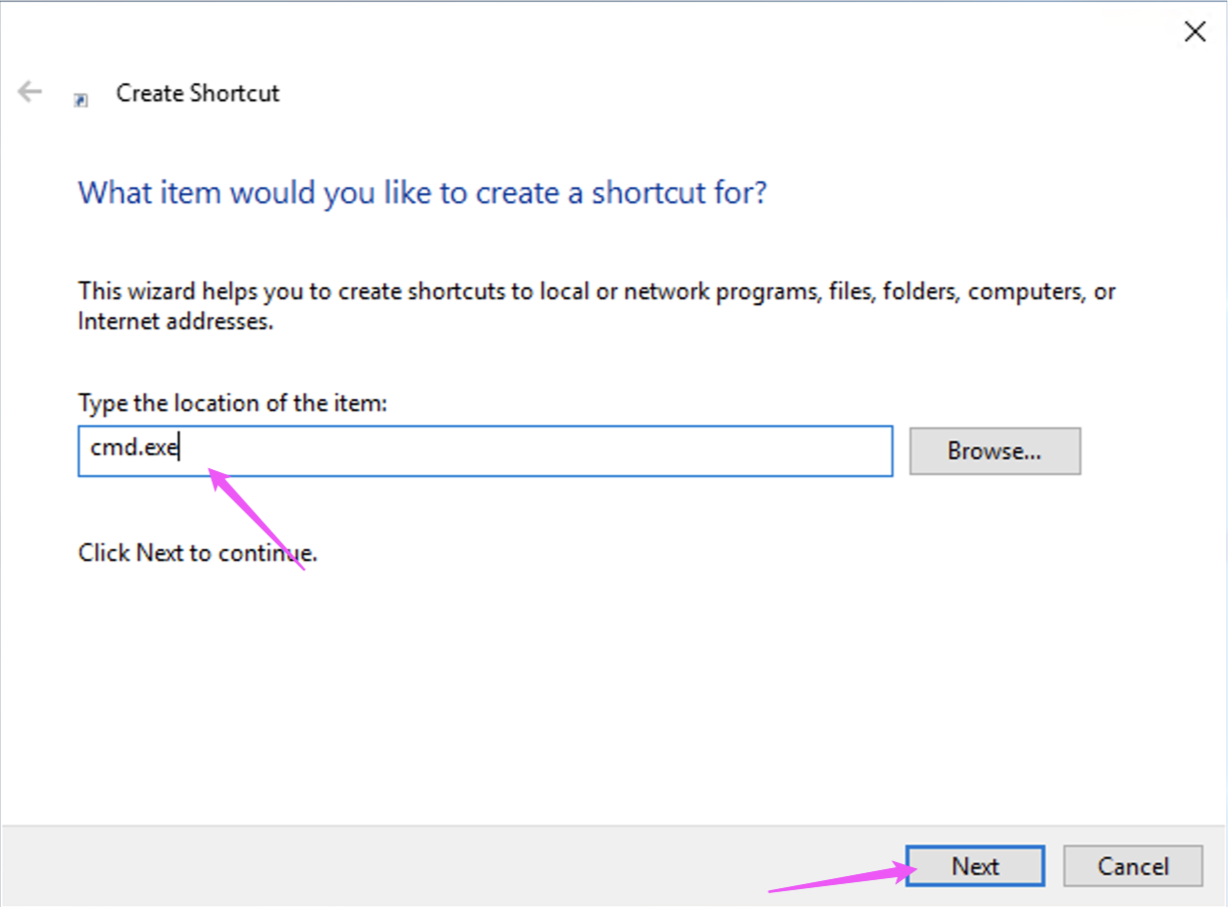 Create Shortcut
What item would you like to create a shortcut for?
This wizard helps you to create shortcuts to local or network programs, files, folders, computers, or
Internet addresses.
Type the location of the item:
cmd.exe
Browse...
Click Next to continue.
Next
Cancel